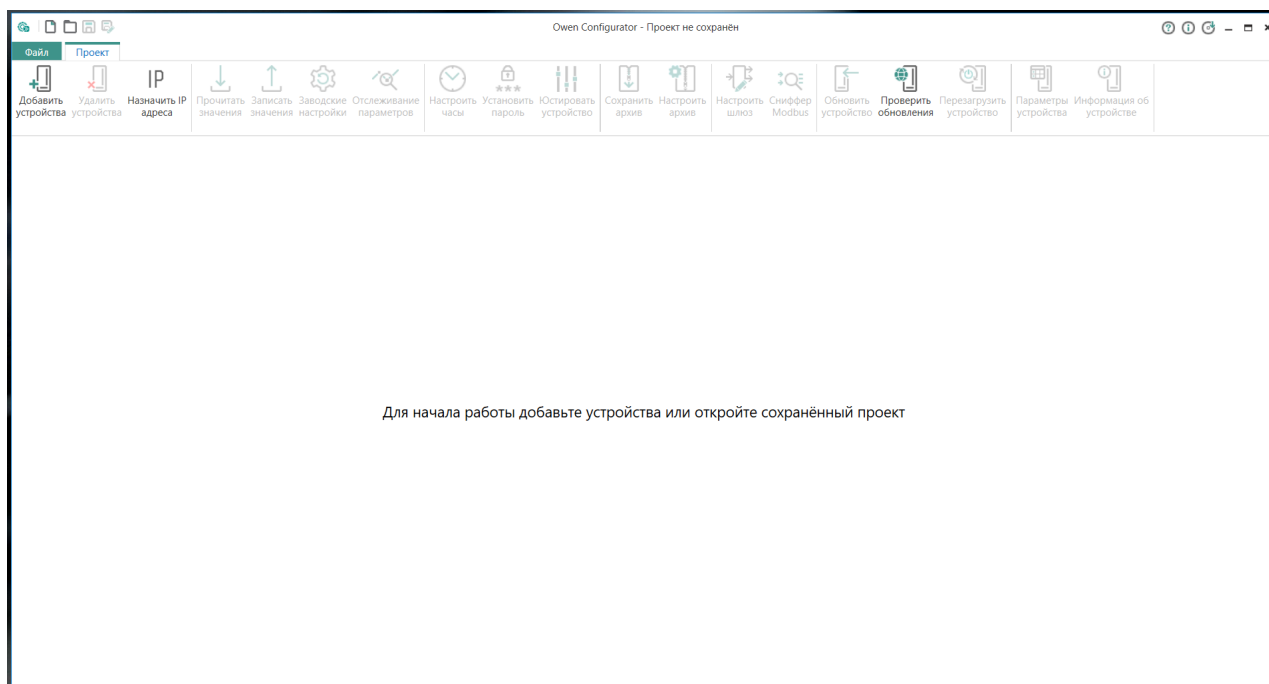 Owen Configurator - Проект не сохранён
Файл Проект
IP
Добавить устройства
Удалить устройства
Назначить IP адреса
Прочитать значения
Записать значения
Заводские настройки
Отслеживание параметров
Настроить часы
Установить пароль
Юстировать устройство
Сохранить архив
Настроить архив
Настроить шлюз
Сниффер Modbus
Обновить устройство
Проверить обновления
Перезагрузить устройство
Параметры устройства
Информация об устройстве
Для начала работы добавьте устройства или откройте сохранённый проект